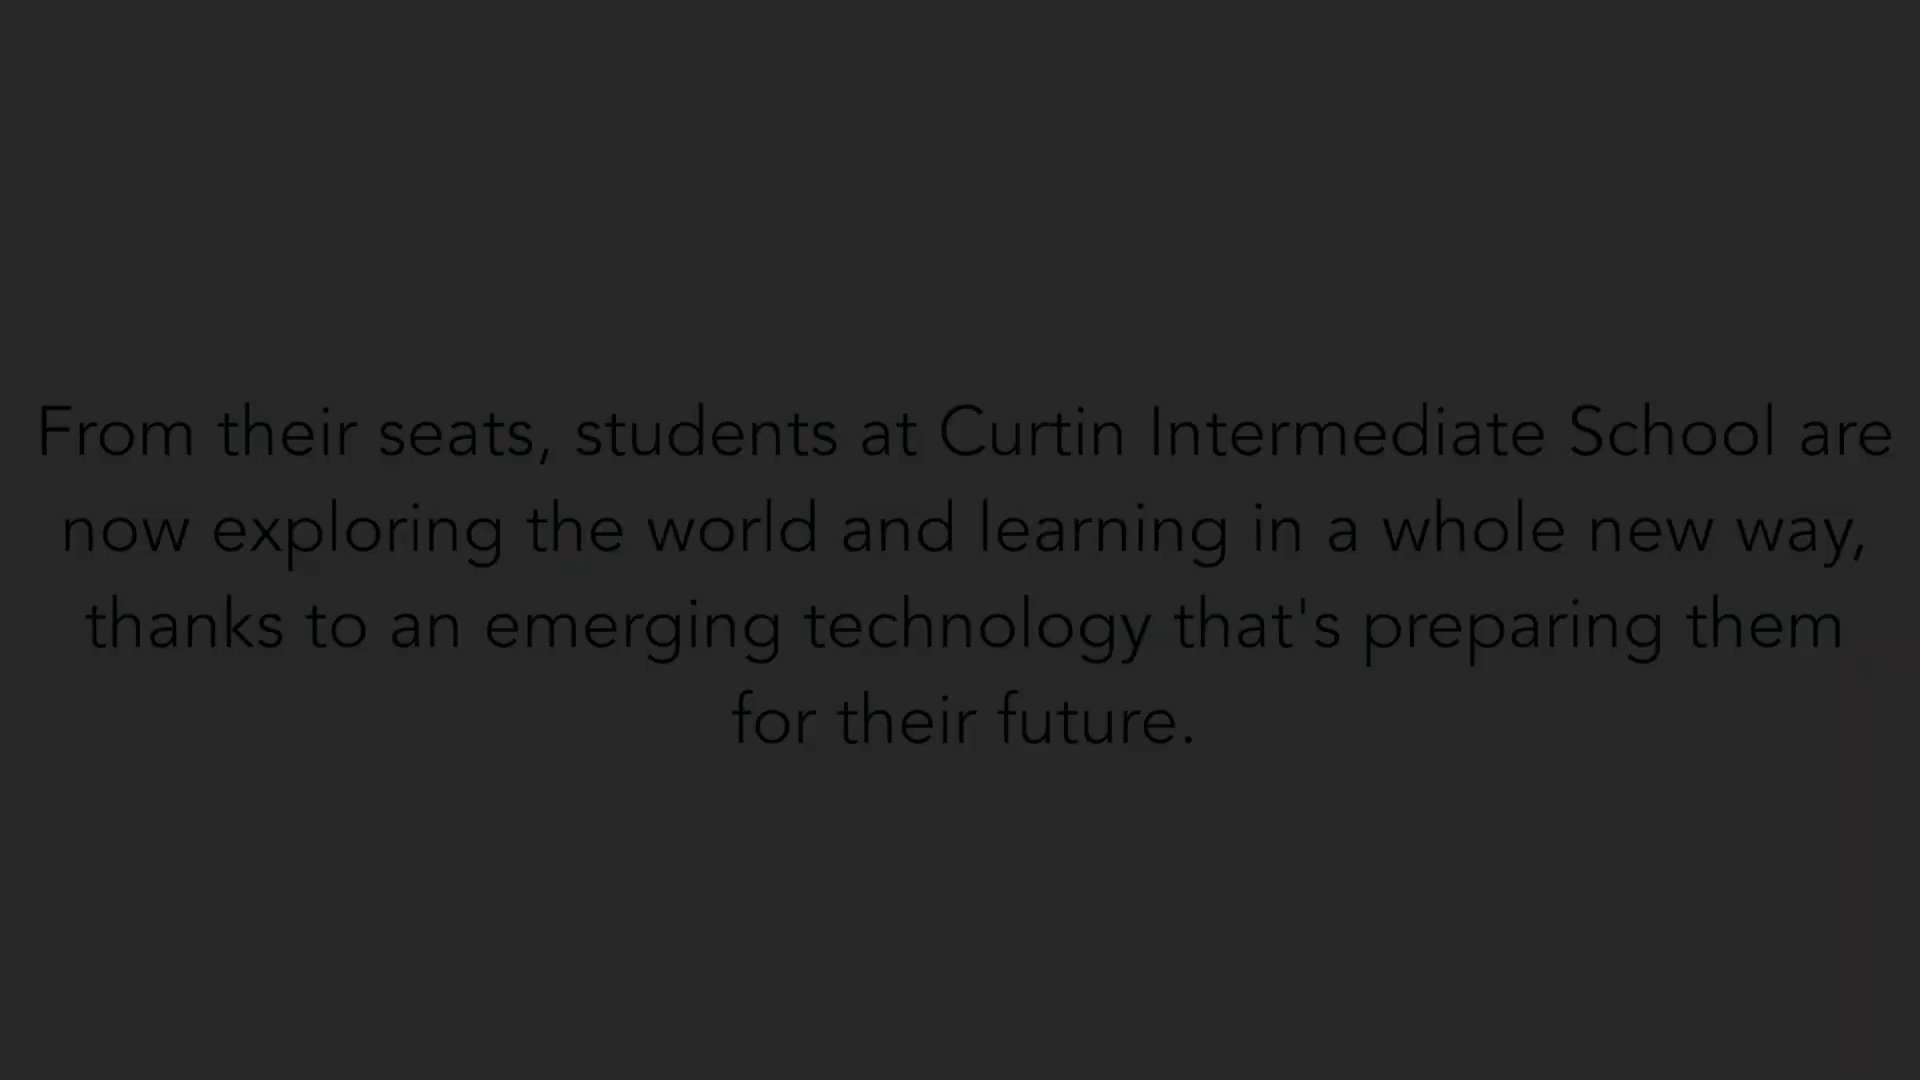 From their seats, students at Curtin Intermediate School are
now exploring the world and learning in a whole new way,
thanks to an emerging technology that's preparing them
for their future.